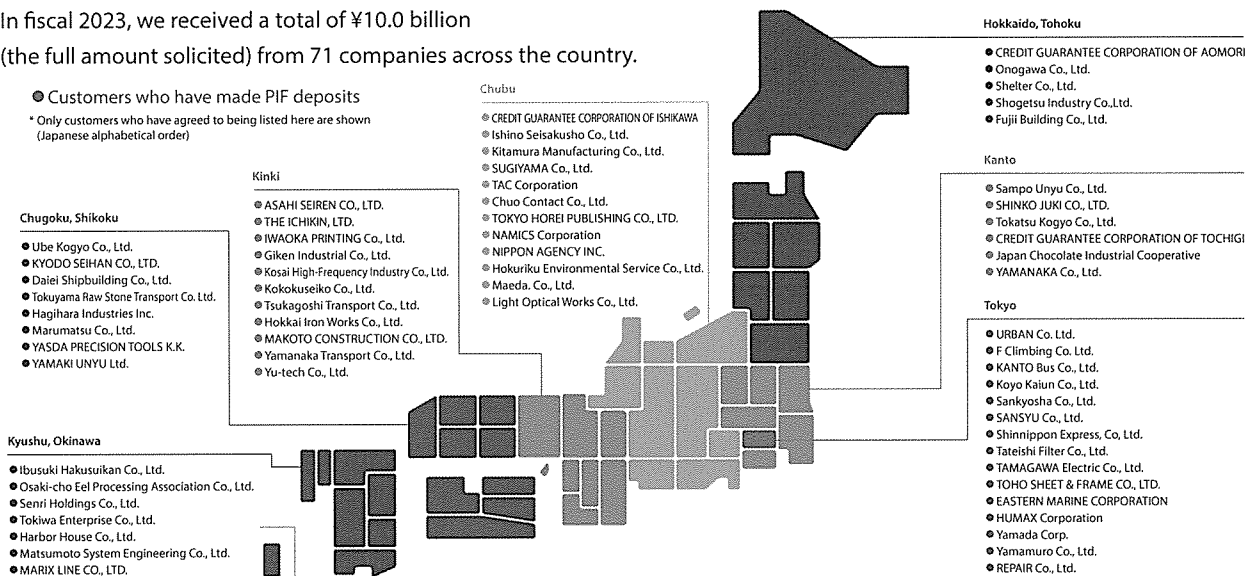 In fiscal 2023, we received a total of ¥10.0 billion
(the full amount solicited) from 71 companies across the country.
● Customers who have made PIF deposits
* Only customers who have agreed to being listed here are shown
(Japanese alphabetical order)
Chugoku, Shikoku
● Ube Kogyo Co., Ltd.
● KYODO SEIHAN CO., LTD.
● Daiei Shipbuilding Co., Ltd.
● Tokuyama Raw Stone Transport Co. Ltd.
● Hagihara Industries Inc.
● Marumatsu Co., Ltd.
● YASDA PRECISION TOOLS K.K.
● YAMAKI UNYU Ltd.
Kyushu, Okinawa
● Ibusuki Hakusuikan Co., Ltd.
● Osaki-cho Eel Processing Association Co., Ltd.
● Senri Holdings Co., Ltd.
● Tokiwa Enterprise Co., Ltd.
● Harbor House Co., Ltd.
● Matsumoto System Engineering Co., Ltd.
● MARIX LINE CO., LTD.
Kinki
● ASAHI SEIREN CO., LTD.
● THE ICHIKIN, LTD.
● IWAOKA PRINTING Co., Ltd.
● Giken Industrial Co., Ltd.
● Kosai High-Frequency Industry Co., Ltd.
● Kokokuseiko Co., Ltd.
● Tsukagoshi Transport Co., Ltd.
● Hokkai Iron Works Co., Ltd.
● MAKOTO CONSTRUCTION CO., LTD.
● Yamanaka Transport Co., Ltd.
● Yu-tech Co., Ltd.
Chubu
● CREDIT GUARANTEE CORPORATION OF ISHIKAWA
● Ishino Seisakusho Co., Ltd.
● Kitamura Manufacturing Co., Ltd.
● SUGIYAMA Co., Ltd.
● TAC Corporation
● Chuo Contact Co., Ltd.
● TOKYO HOREI PUBLISHING CO., LTD.
● NAMICS Corporation
● NIPPON AGENCY INC.
● Hokuriku Environmental Service Co., Ltd.
● Maeda. Co., Ltd.
● Light Optical Works Co., Ltd.
Hokkaido, Tohoku
● CREDIT GUARANTEE CORPORATION OF AOMORI
● Onogawa Co., Ltd.
● Shelter Co., Ltd.
● Shogetsu Industry Co.,Ltd.
● Fujii Building Co., Ltd.
Kanto
● Sampo Unyu Co., Ltd.
● SHINKO JUKI CO., LTD.
● Tokatsu Kogyo Co., Ltd.
● CREDIT GUARANTEE CORPORATION OF TOCHIGI
● Japan Chocolate Industrial Cooperative
● YAMANAKA Co., Ltd.
Tokyo
● URBAN Co. Ltd.
● F Climbing Co. Ltd.
● KANTO Bus Co., Ltd.
● Koyo Kaiun Co., Ltd.
● Sankyosha Co., Ltd.
● SANSYU Co., Ltd.
● Shinnippon Express, Co, Ltd.
● Tateishi Filter Co., Ltd.
● TAMAGAWA Electric Co., Ltd.
● TOHO SHEET & FRAME CO., LTD.
● EASTERN MARINE CORPORATION
● HUMAX Corporation
● Yamada Corp.
● Yamamuro Co., Ltd.
● REPAIR Co., Ltd.